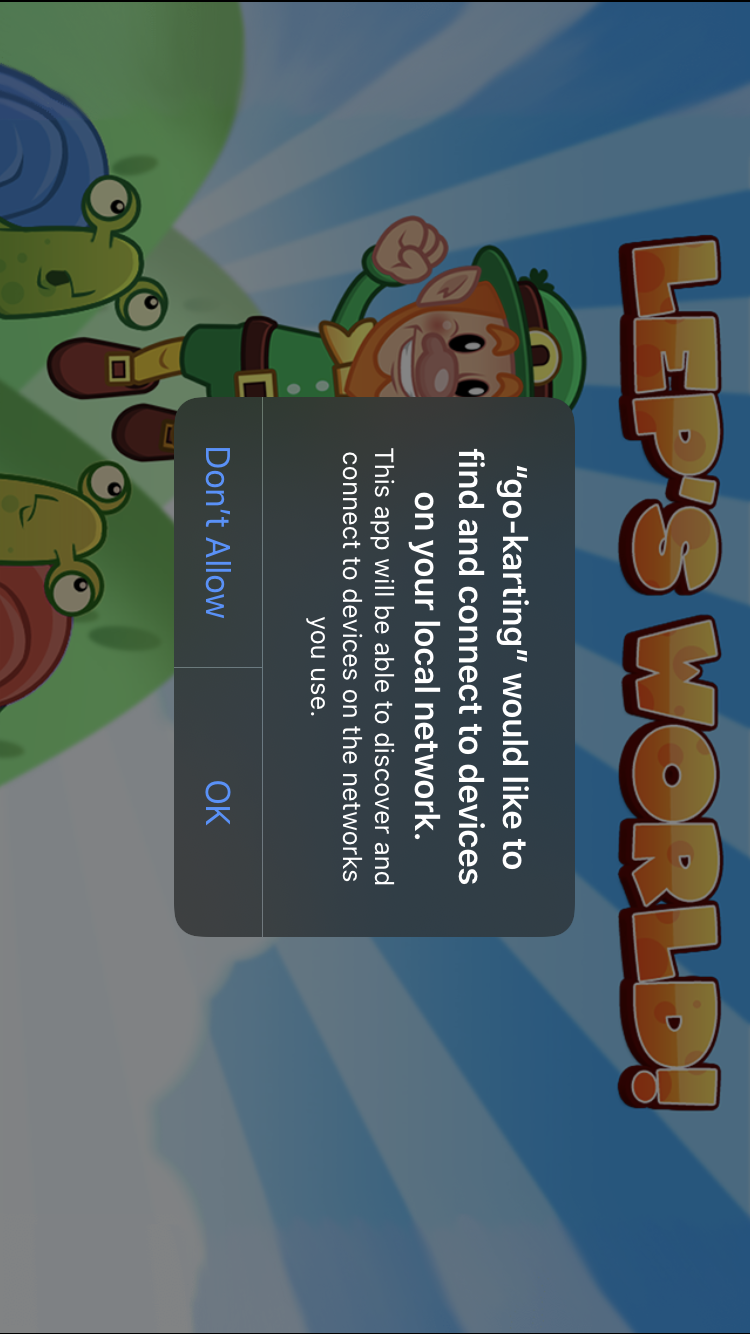 LEP'S WORLD!
“go-karting” would like to
find and connect to devices
on your local network.
This app will be able to discover and
connect to devices on the networks
you use.
Don’t Allow
OK